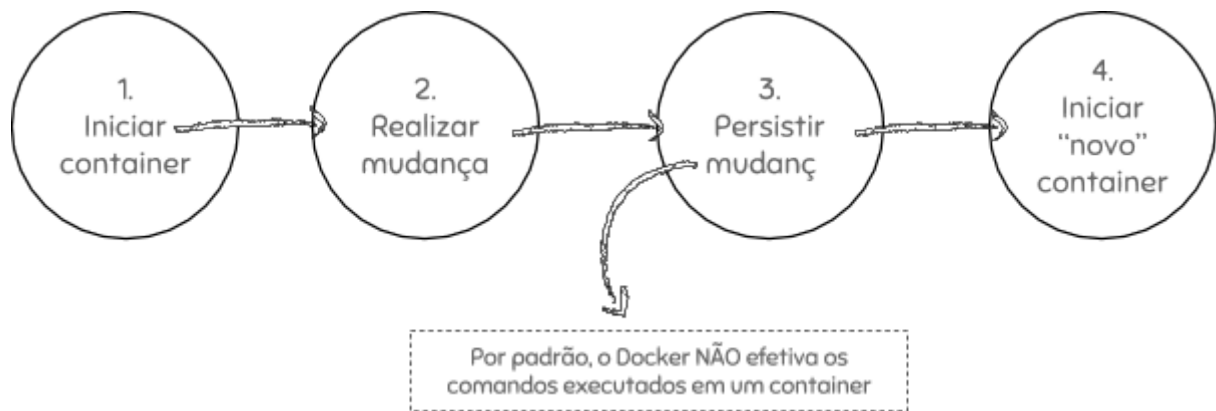 1.
Iniciar
container
2.
Realizar
mudança
3.
Persistir
mudanç
4.
Iniciar
“novo”
container
Por padrão, o Docker NÃO efetiva os
comandos executados em um container